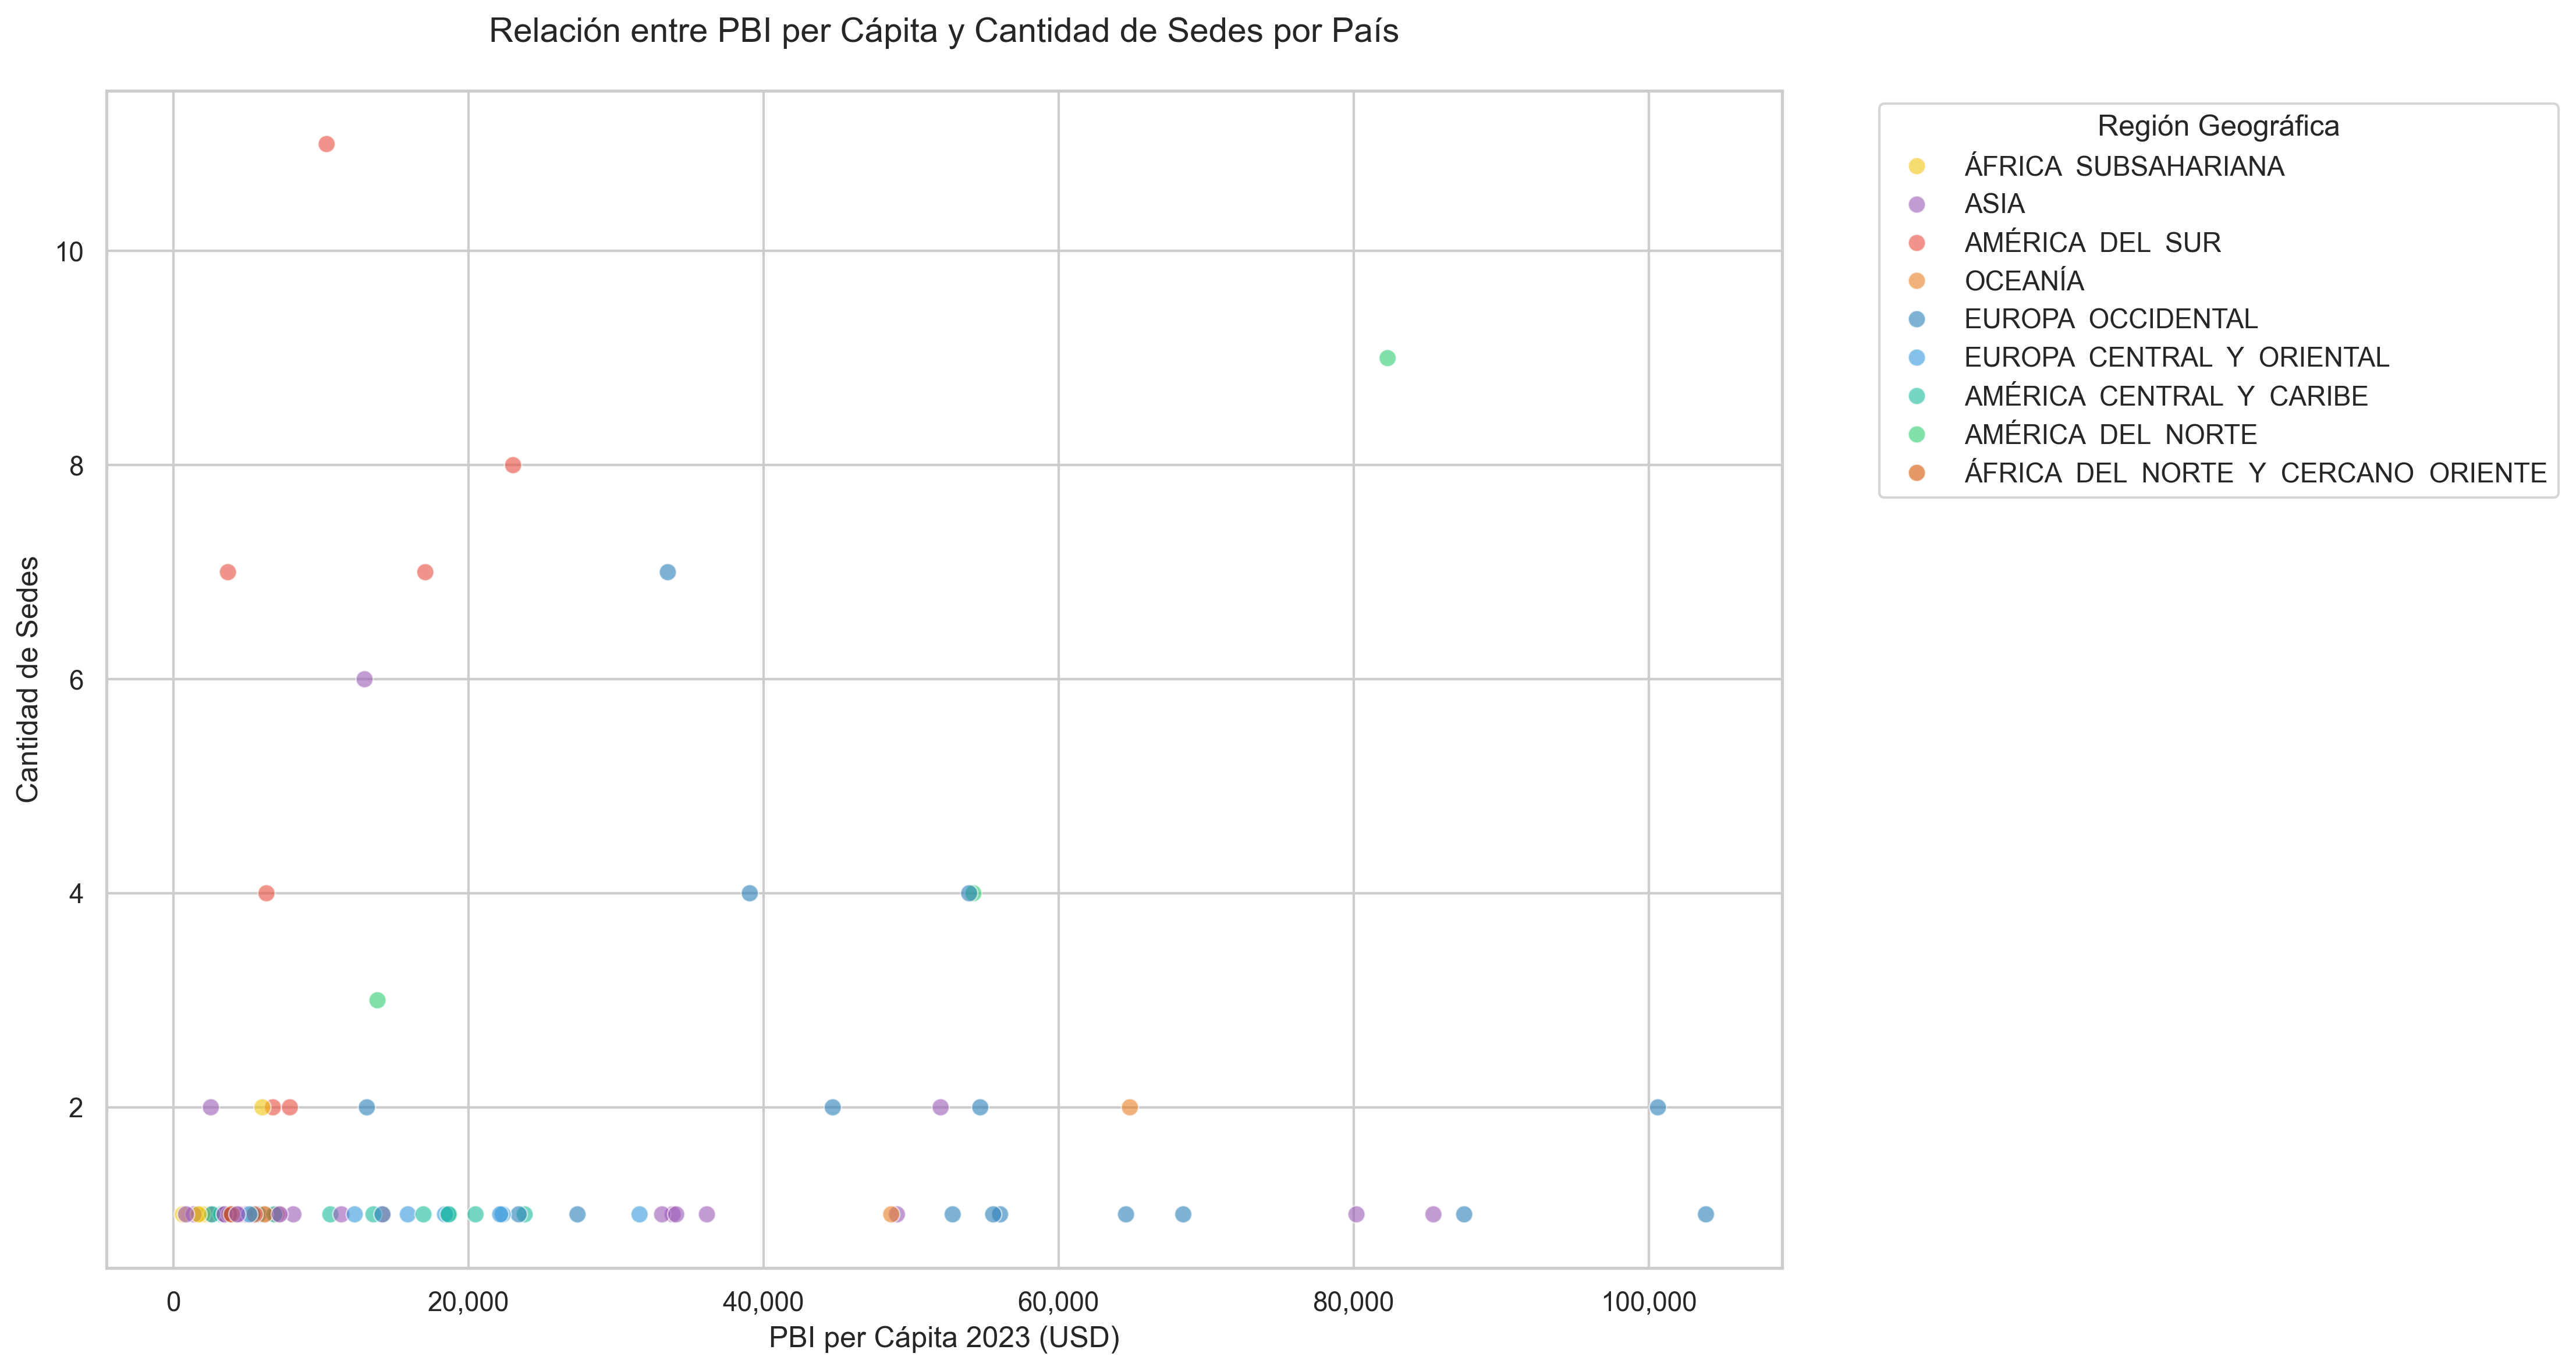 Relación entre PBI per Cápita y Cantidad de Sedes por País
Cantidad de Sedes
10
8
6
4
2
0
20,000
40,000
60,000
80,000
100,000
PBI per Cápita 2023 (USD)
Región Geográfica
ÁFRICA SUBSAHARIANA
ASIA
AMÉRICA DEL SUR
OCEANÍA
EUROPA OCCIDENTAL
EUROPA CENTRAL Y ORIENTAL
AMÉRICA CENTRAL Y CARIBE
AMÉRICA DEL NORTE
ÁFRICA DEL NORTE Y CERCANO ORIENTE